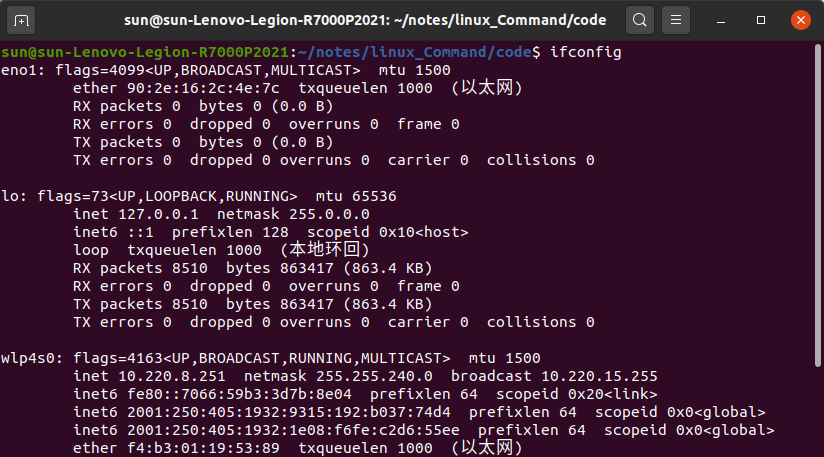 sun@sun-Lenovo-Legion-R7000P2021: ~/notes/linux_Command/code
sun@sun-Lenovo-Legion-R7000P2021:~/notes/linux_Command/code$ ifconfig
eno1: flags=4099<UP,BROADCAST,MULTICAST>  mtu 1500
        ether 90:2e:16:2c:4e:7c  txqueuelen 1000  (以太网)
        RX packets 0  bytes 0 (0.0 B)
        RX errors 0  dropped 0  overruns 0  frame 0
        TX packets 0  bytes 0 (0.0 B)
        TX errors 0  dropped 0 overruns 0  carrier 0  collisions 0
lo: flags=73<UP,LOOPBACK,RUNNING>  mtu 65536
        inet 127.0.0.1  netmask 255.0.0.0
        inet6 ::1  prefixlen 128  scopeid 0x10<host>
        loop  txqueuelen 1000  (本地环回)
        RX packets 8510  bytes 863417 (863.4 KB)
        RX errors 0  dropped 0  overruns 0  frame 0
        TX packets 8510  bytes 863417 (863.4 KB)
        TX errors 0  dropped 0 overruns 0  carrier 0  collisions 0
wlp4s0: flags=4163<UP,BROADCAST,RUNNING,MULTICAST>  mtu 1500
        inet 10.220.8.251  netmask 255.255.240.0  broadcast 10.220.15.255
        inet6 fe80::7066:59b3:3d7b:8e04  prefixlen 64  scopeid 0x20<link>
        inet6 2001:250:405:1932:9315:192:b037:74d4  prefixlen 64  scopeid 0x0<global>
        inet6 2001:250:405:1932:1e08:f6fe:c2d6:55ee  prefixlen 64  scopeid 0x0<global>
        ether f4:b3:01:19:53:89  txqueuelen 1000  (以太网)